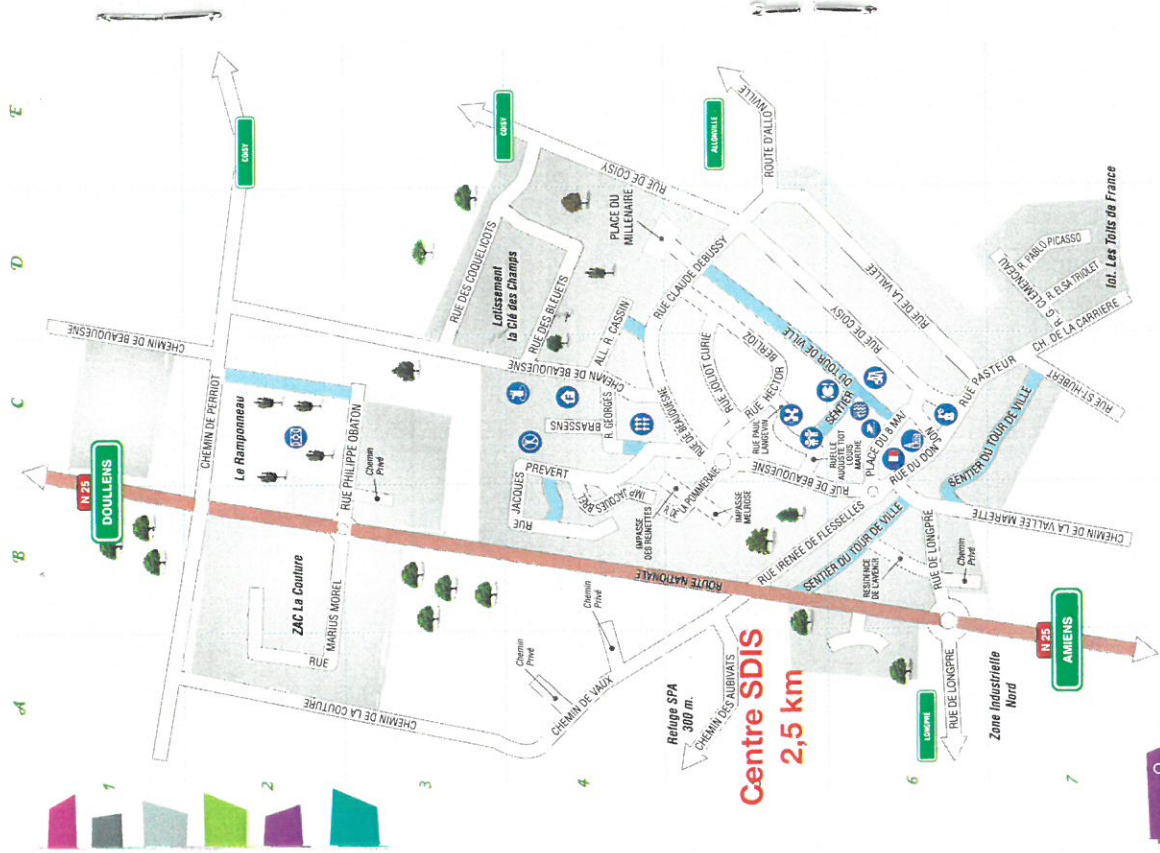 E
D
C
B
A
1
2
3
4
6
7
COISY
COISY
ALLONVILLE
ROUTE D'ALLONVILLE
RUE DE COISY
PLACE DU
MILLENAIRE
RUE DES COQUELICOTS
Lotissement
la Clé des Champs
RUE DES BLEUETS
ALL. R. CASSIN
RUE CLAUDE DEBUSSY
CHEMIN DE BEAUQUESNE
CHEMIN DE BEAUQUESNE
CHEMIN DE PERRIOT
Le Ramponneau
RUE PHILIPPE OBATON
Chemin
Privé
N 25
DOULLENS
R. GEORGES
BRASSENS
RUE JACQUES PREVERT
IMP. JACQUES BREL
RUE DE BEAUQUESNE
RUE JOLIOT CURIE
RUE HECTOR BERLIOZ
RUE PAUL
LANGEVIN
SENTIER DU TOUR DE VILLE
RUE DE COISY
RUE DE LA VALLEE
R. PABLO PICASSO
R. G. CLEMENCEAU
R. ELSA TRIOLET
lot. Les Toits de France
CH. DE LA CARRIERE
RUE PASTEUR
RUE ST-HUBERT
SENTIER DU TOUR DE VILLE
PLACE DU 8 MAI
RUE DU DON JON
RUELLE
AUGUSTE TIOT
LOUIS
MARTHE
RUE DE BEAUQUESNE
DE LA POMMERAIE
IMPASSE
DES REINETTES
IMPASSE
MELROSE
RUE IRENÉE DE FLESSELLES
SENTIER DU TOUR DE VILLE
RESIDENCE
DE L'AVENIR
RUE DE LONGPRE
Chemin
Privé
CHEMIN DE LA VALLEE MARETTE
ROUTE NATIONALE
ZAC La Couture
RUE MARIUS MOREL
CHEMIN DE LA COUTURE
Chemin
Privé
Chemin
Privé
CHEMIN DE VAUX
Refuge SPA
300 m.
CHEMIN DES AUBIVATS
Centre SDIS
2,5 km
LONGPRE
RUE DE LONGPRE
Zone Industrielle
Nord
N 25
AMIENS